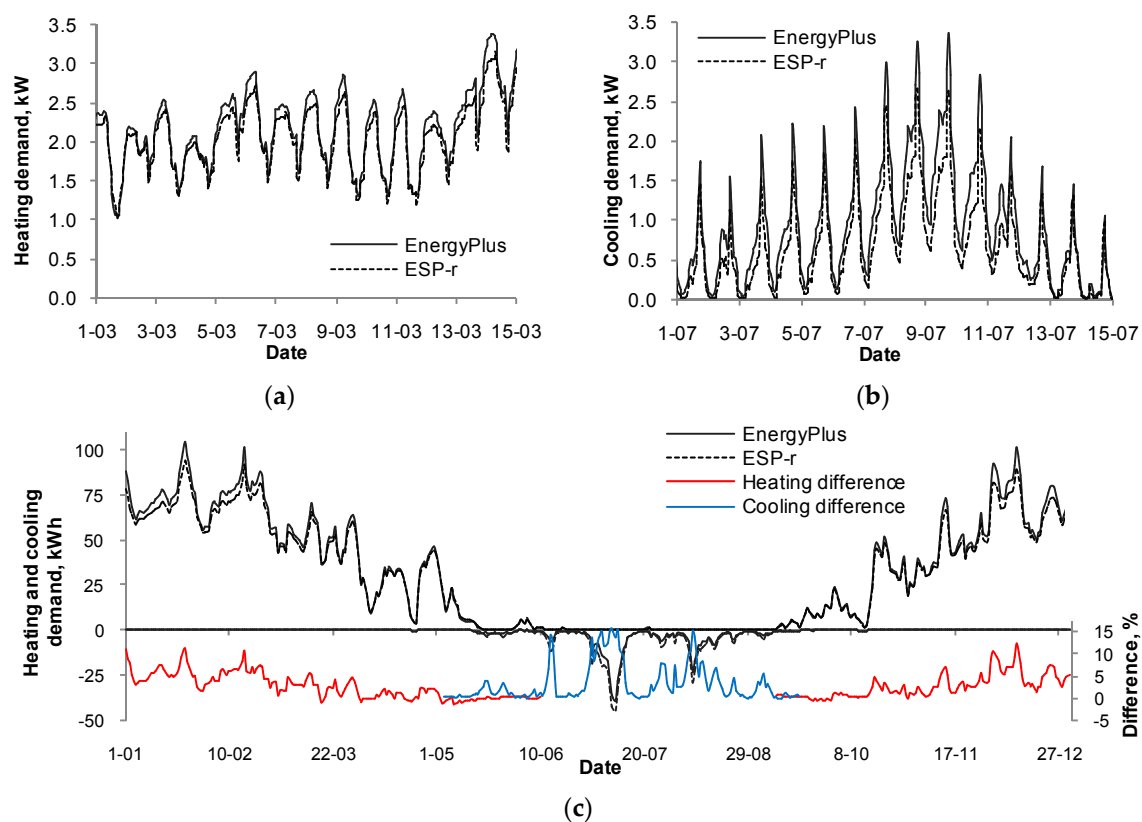 3.5
3.0
2.5
2.0
1.5
1.0
0.5
0.0
Heating demand, kW
EnergyPlus
ESP-r
1-03 3-03 5-03 7-03 9-03 11-03 13-03 15-03
Date
(a)
3.5
3.0
2.5
2.0
1.5
1.0
0.5
0.0
Cooling demand, kW
EnergyPlus
ESP-r
1-07 3-07 5-07 7-07 9-07 11-07 13-07 15-07
Date
(b)
EnergyPlus
ESP-r
Heating difference
Cooling difference
100
75
50
25
0
-25
-50
Heating and cooling
demand, kWh
15
10
5
0
-5
Difference, %
1-01 10-02 22-03 1-05 10-06 20-07 29-08 8-10 17-11 27-12
Date
(c)